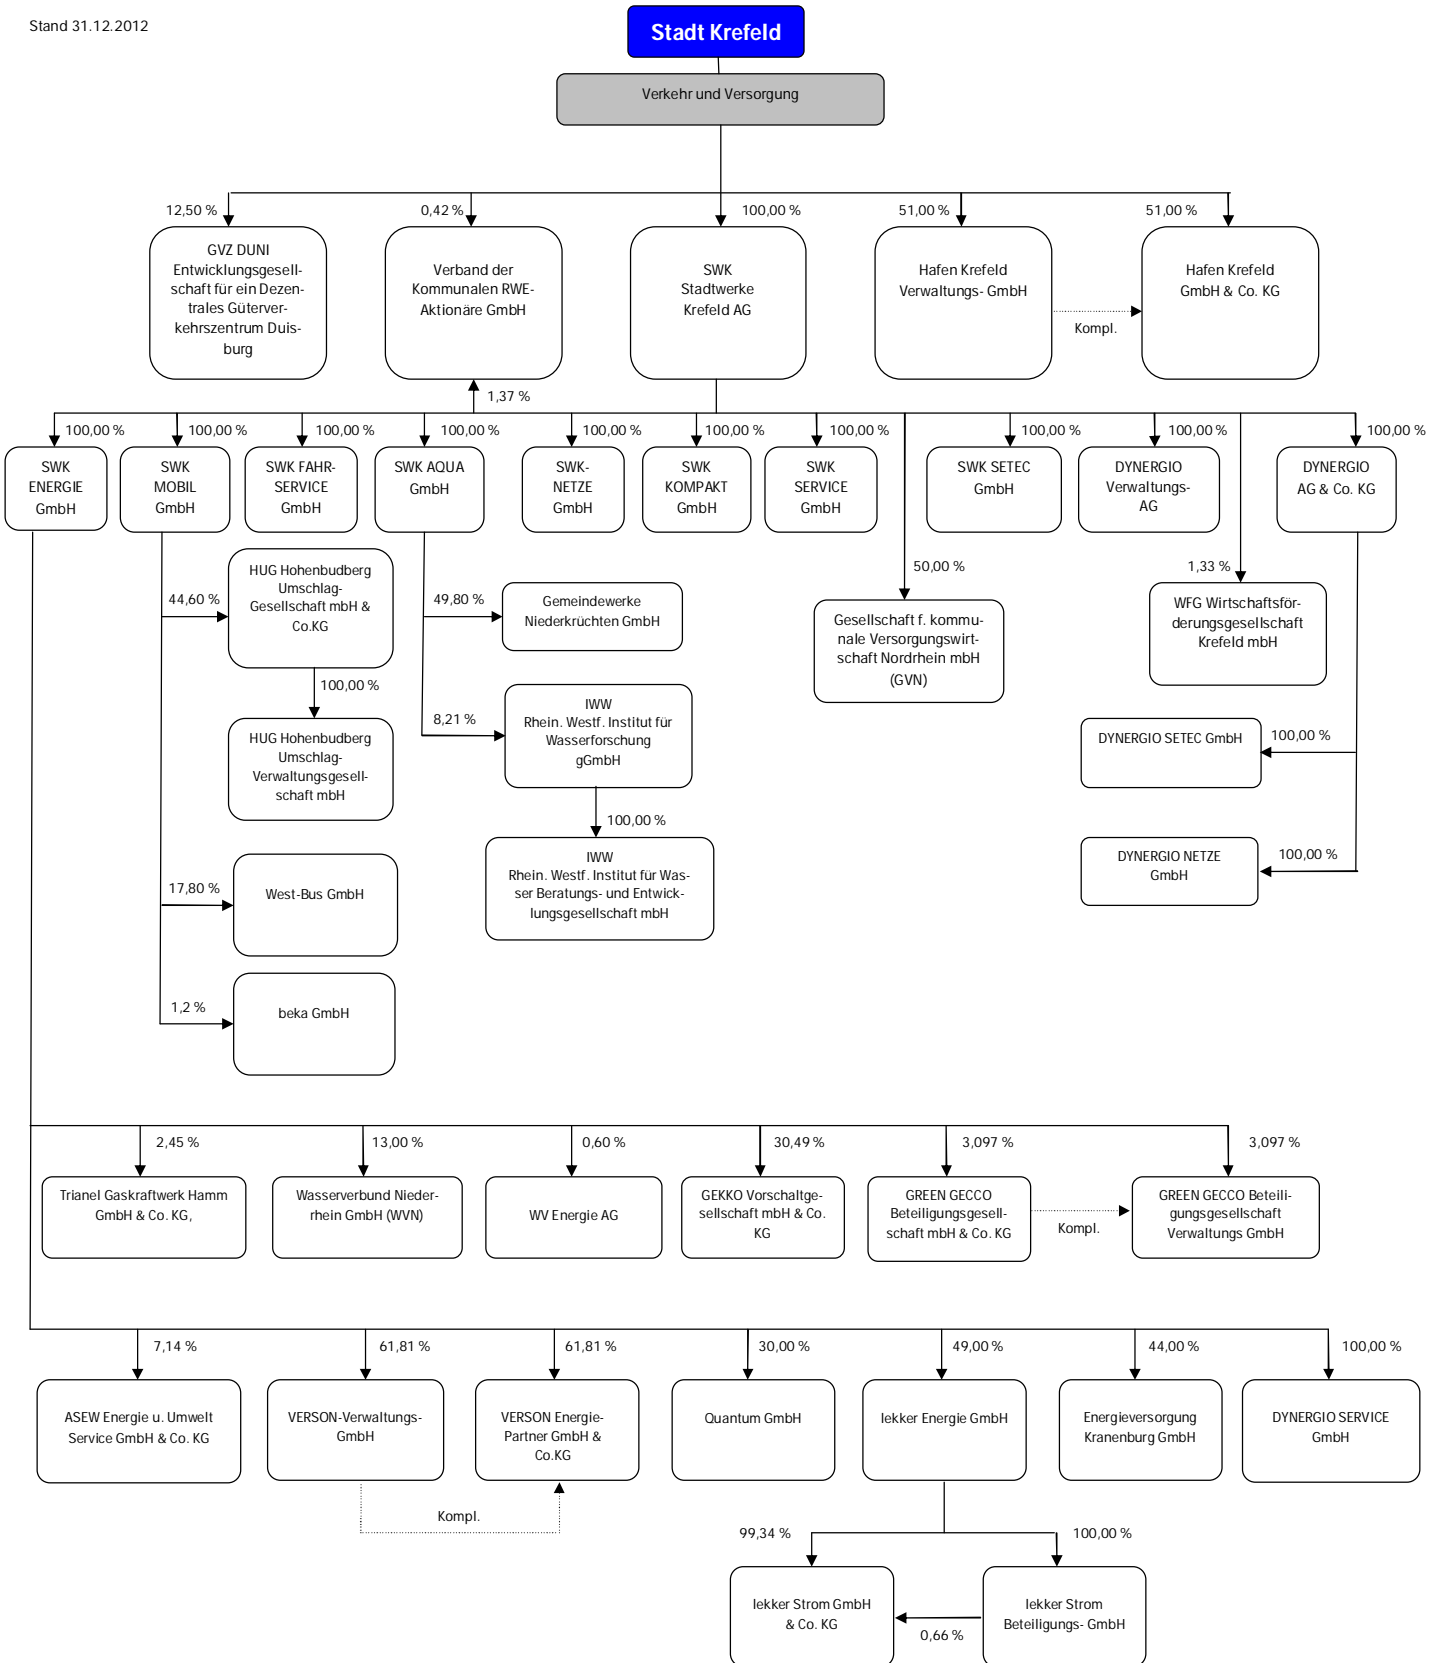 Stand 31.12.2012
Stadt Krefeld
Verkehr und Versorgung
12,50 %
0,42 %
100,00 %
51,00 %
51,00 %
GVZ DUNI
Entwicklungsgesell-
schaft für ein Dezen-
trales Güterver-
kehrszentrum Duis-
burg
Verband der
Kommunalen RWE-
Aktionäre GmbH
SWK
Stadtwerke
Krefeld AG
Hafen Krefeld
Verwaltungs- GmbH
Kompl.
Hafen Krefeld
GmbH & Co. KG
1,37 %
100,00 %
100,00 %
100,00 %
100,00 %
100,00 %
100,00 %
100,00 %
100,00 %
100,00 %
100,00 %
SWK
ENERGIE
GmbH
SWK
MOBIL
GmbH
SWK FAHR-
SERVICE
GmbH
SWK AQUA
GmbH
SWK-
NETZE
GmbH
SWK
KOMPAKT
GmbH
SWK
SERVICE
GmbH
SWK SETEC
GmbH
DYNERGIO
Verwaltungs-
AG
DYNERGIO
AG & Co. KG
44,60 %
HUG Hohenbudberg
Umschlag-
Gesellschaft mbH &
Co.KG
100,00 %
HUG Hohenbudberg
Umschlag-
Verwaltungsgesell-
schaft mbH
17,80 %
West-Bus GmbH
1,2 %
beka GmbH
49,80 %
Gemeindewerke
Niederkrüchten GmbH
8,21 %
IWW
Rhein. Westf. Institut für
Wasserforschung
gGmbH
100,00 %
IWW
Rhein. Westf. Institut für Was-
ser Beratungs- und Entwick-
lungsgesellschaft mbH
50,00 %
Gesellschaft f. kommu-
nale Versorgungswirt-
schaft Nordrhein mbH
(GVN)
1,33 %
WFG Wirtschaftsför-
derungsgesellschaft
Krefeld mbH
DYNERGIO SETEC GmbH
100,00 %
DYNERGIO NETZE
GmbH
100,00 %
2,45 %
13,00 %
0,60 %
30,49 %
3,097 %
3,097 %
Trianel Gaskraftwerk Hamm
GmbH & Co. KG,
Wasserverbund Nieder-
rhein GmbH (WVN)
WV Energie AG
GEKKO Vorschaltge-
sellschaft mbH & Co.
KG
GREEN GECCO
Beteiligungsgesell-
schaft mbH & Co. KG
Kompl.
GREEN GECCO Beteili-
gungsgesellschaft
Verwaltungs GmbH
7,14 %
61,81 %
61,81 %
30,00 %
49,00 %
44,00 %
100,00 %
ASEW Energie u. Umwelt
Service GmbH & Co. KG
VERSON-Verwaltungs-
GmbH
VERSON Energie-
Partner GmbH &
Co.KG
Quantum GmbH
lekker Energie GmbH
Energieversorgung
Kranenburg GmbH
DYNERGIO SERVICE
GmbH
Kompl.
99,34 %
100,00 %
lekker Strom GmbH
& Co. KG
0,66 %
lekker Strom
Beteiligungs- GmbH